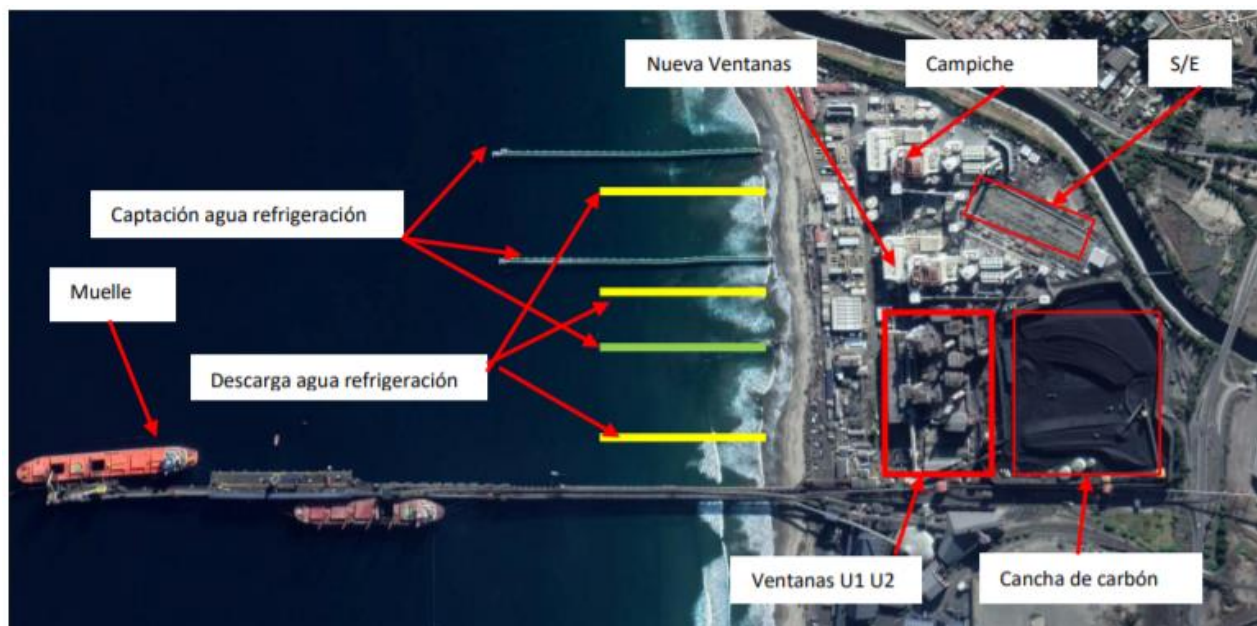 Nueva Ventanas
Campiche
S/E
Captación agua refrigeración
Muelle
Descarga agua refrigeración
Ventanas U1 U2
Cancha de carbón